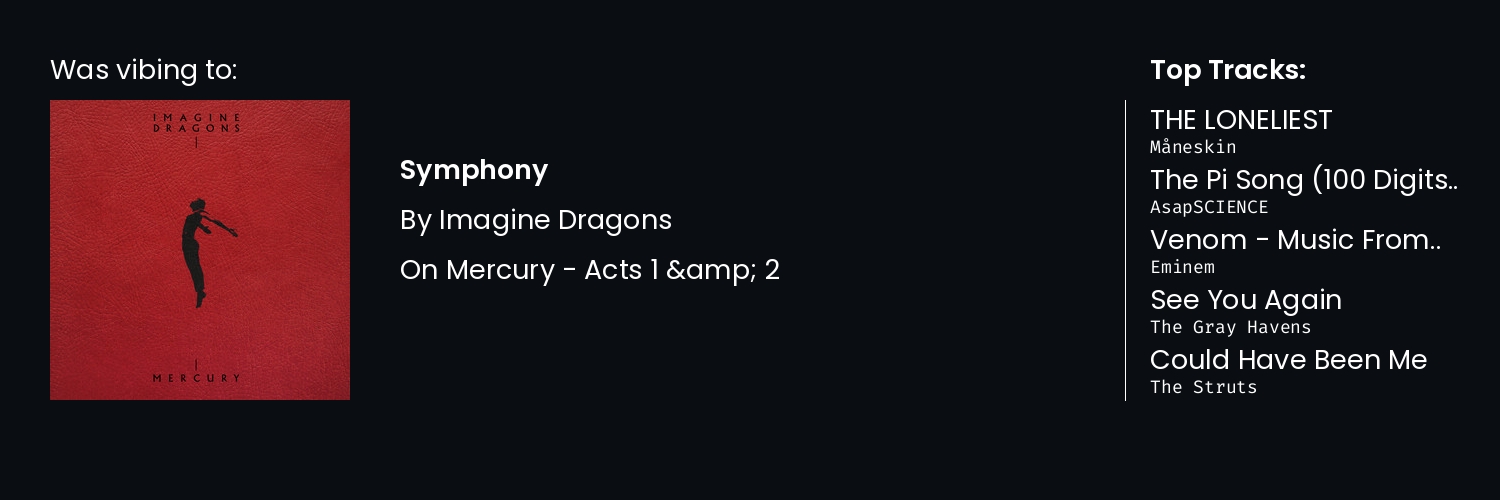 Was vibing to:
IMAGINE
DRAGONS
MERCURY
Symphony
By Imagine Dragons
On Mercury - Acts 1 &amp; 2
Top Tracks:
THE LONELIEST
Måneskin
The Pi Song (100 Digits..
AsapSCIENCE
Venom - Music From..
Eminem
See You Again
The Gray Havens
Could Have Been Me
The Struts